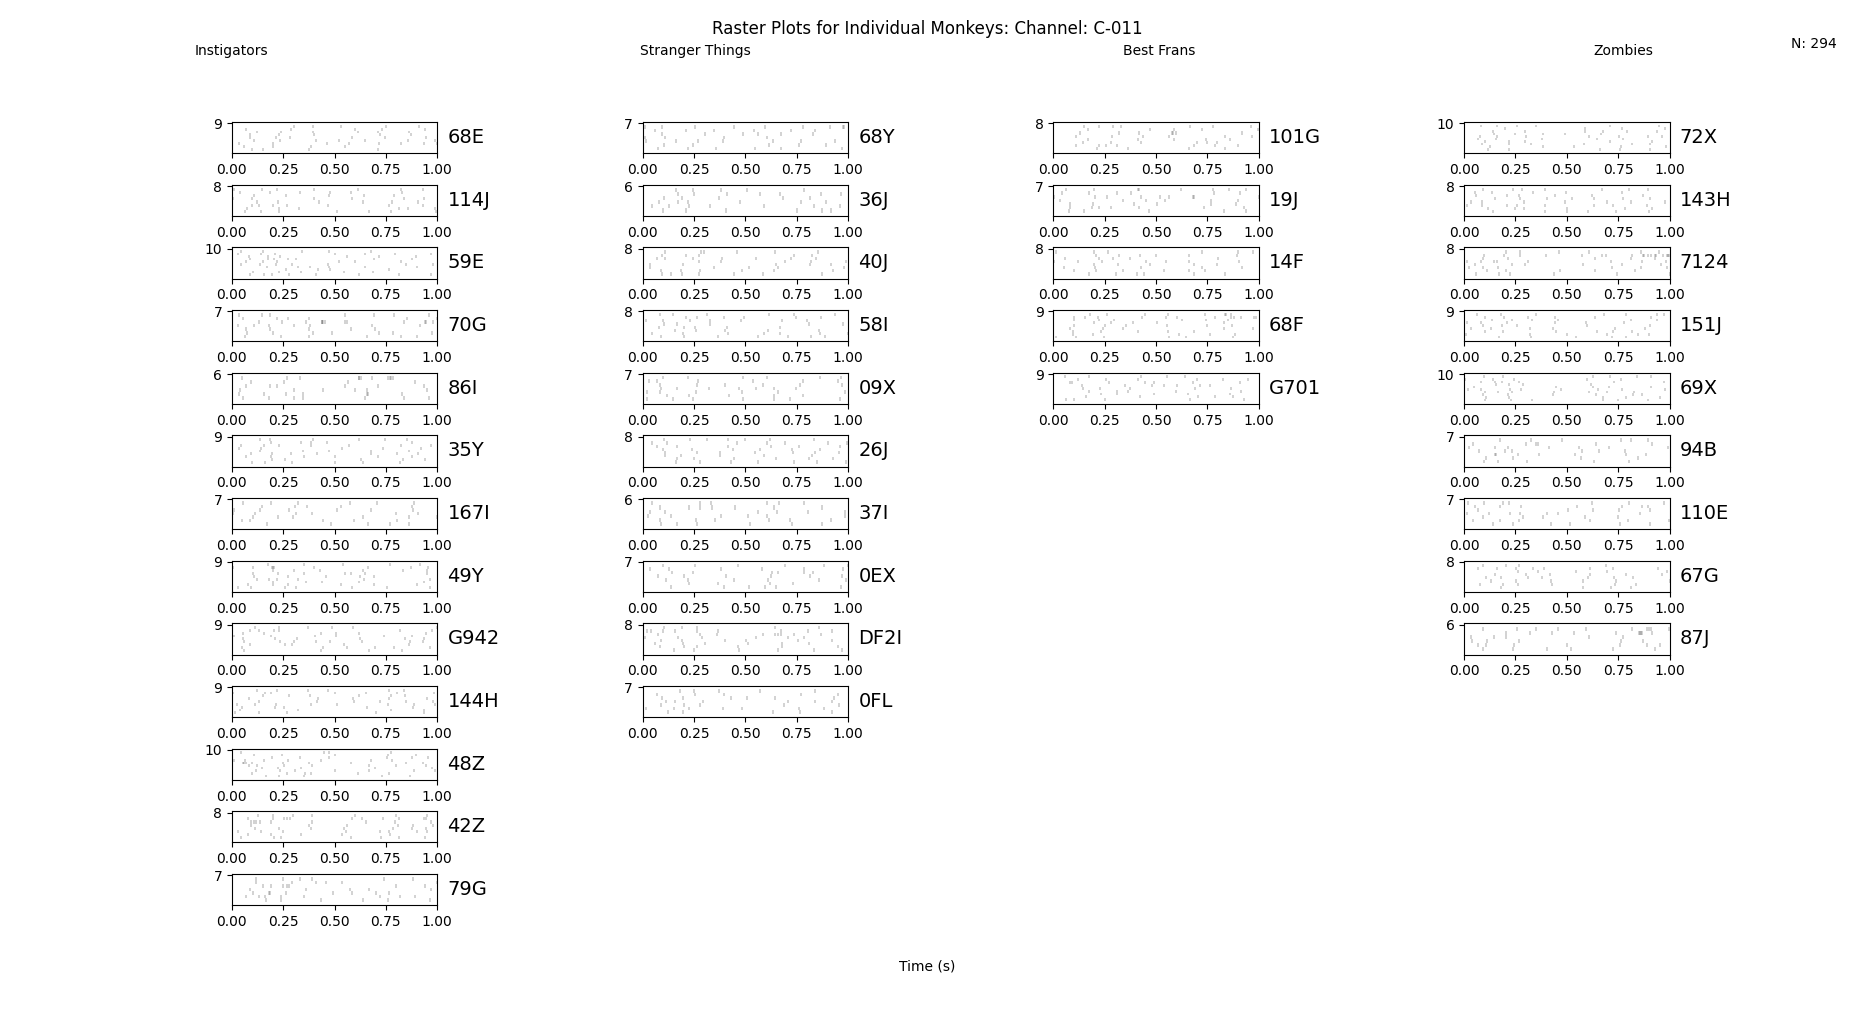 Raster Plots for Individual Monkeys: Channel: C-011
Instigators Stranger Things Best Frans Zombies N: 294
9 68E 7 68Y 8 101G 10 72X
0.00 0.25 0.50 0.75 1.00 0.00 0.25 0.50 0.75 1.00 0.00 0.25 0.50 0.75 1.00 0.00 0.25 0.50 0.75 1.00
8 114J 6 36J 7 19J 8 143H
0.00 0.25 0.50 0.75 1.00 0.00 0.25 0.50 0.75 1.00 0.00 0.25 0.50 0.75 1.00 0.00 0.25 0.50 0.75 1.00
10 59E 8 40J 8 14F 8 7124
0.00 0.25 0.50 0.75 1.00 0.00 0.25 0.50 0.75 1.00 0.00 0.25 0.50 0.75 1.00 0.00 0.25 0.50 0.75 1.00
7 70G 8 58I 9 68F 9 151J
0.00 0.25 0.50 0.75 1.00 0.00 0.25 0.50 0.75 1.00 0.00 0.25 0.50 0.75 1.00 0.00 0.25 0.50 0.75 1.00
6 86I 7 09X 9 G701 10 69X
0.00 0.25 0.50 0.75 1.00 0.00 0.25 0.50 0.75 1.00 0.00 0.25 0.50 0.75 1.00 0.00 0.25 0.50 0.75 1.00
9 35Y 8 26J 7 94B
0.00 0.25 0.50 0.75 1.00 0.00 0.25 0.50 0.75 1.00 0.00 0.25 0.50 0.75 1.00
7 167I 6 37I 7 110E
0.00 0.25 0.50 0.75 1.00 0.00 0.25 0.50 0.75 1.00 0.00 0.25 0.50 0.75 1.00
9 49Y 7 0EX 8 67G
0.00 0.25 0.50 0.75 1.00 0.00 0.25 0.50 0.75 1.00 0.00 0.25 0.50 0.75 1.00
9 G942 8 DF2I 6 87J
0.00 0.25 0.50 0.75 1.00 0.00 0.25 0.50 0.75 1.00 0.00 0.25 0.50 0.75 1.00
9 144H 7 0FL
0.00 0.25 0.50 0.75 1.00 0.00 0.25 0.50 0.75 1.00
10 48Z
0.00 0.25 0.50 0.75 1.00
8 42Z
0.00 0.25 0.50 0.75 1.00
7 79G
0.00 0.25 0.50 0.75 1.00
Time (s)